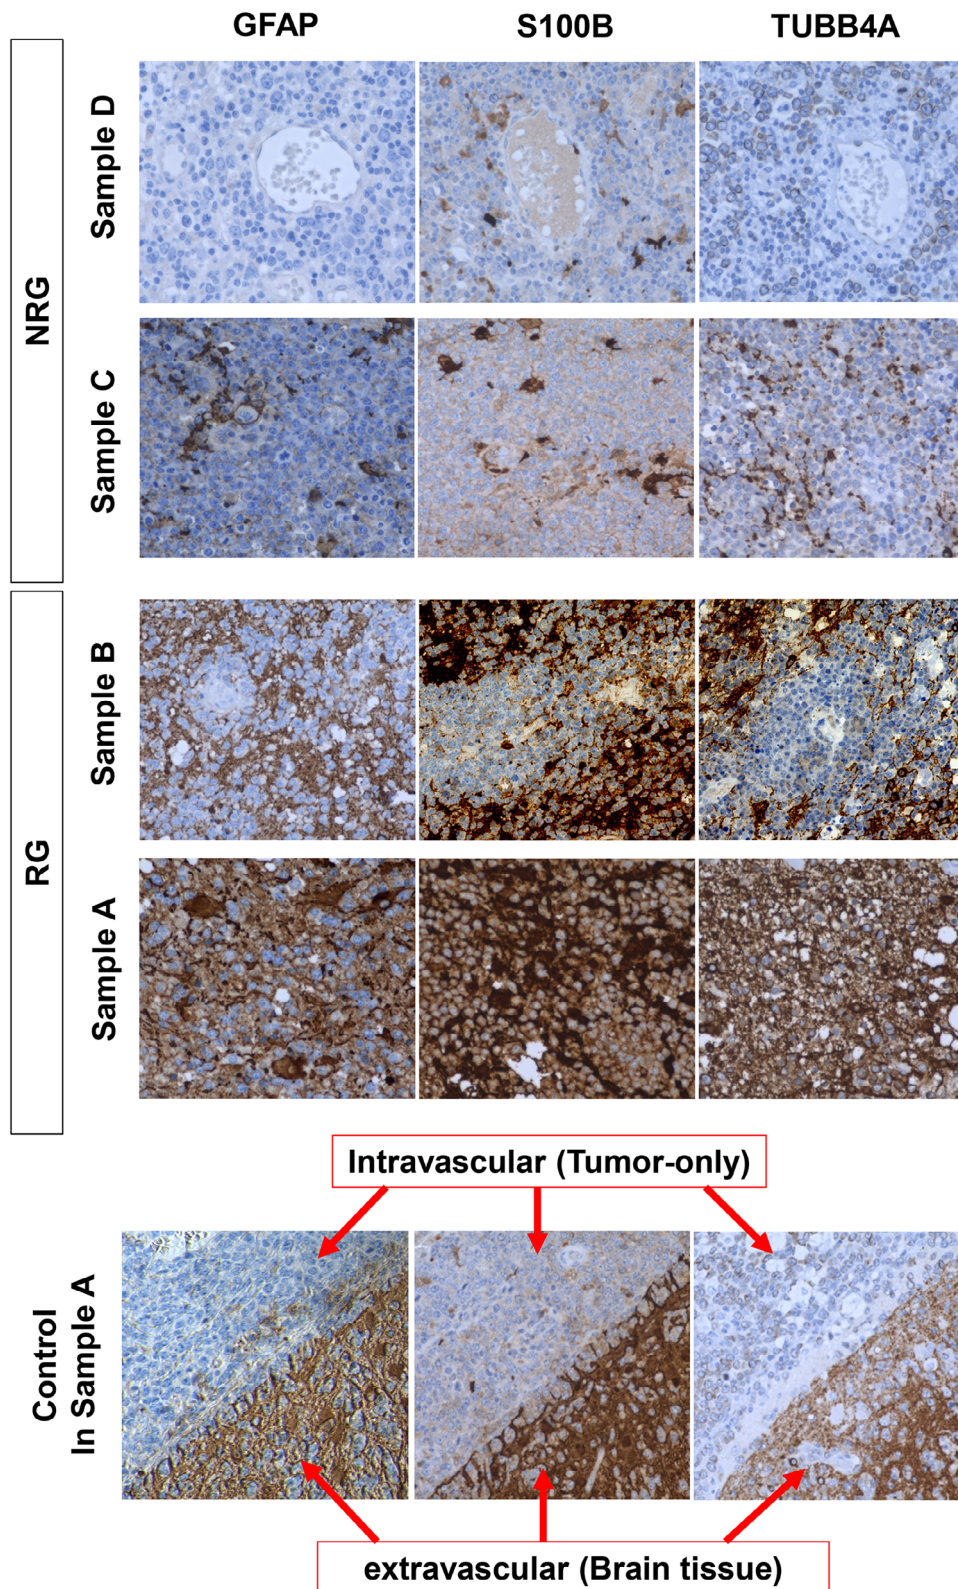 GFAP S100B TUBB4A
NRG
Sample D
Sample C
RG
Sample B
Sample A
Intravascular (Tumor-only)
Control
In Sample A
extravascular (Brain tissue)